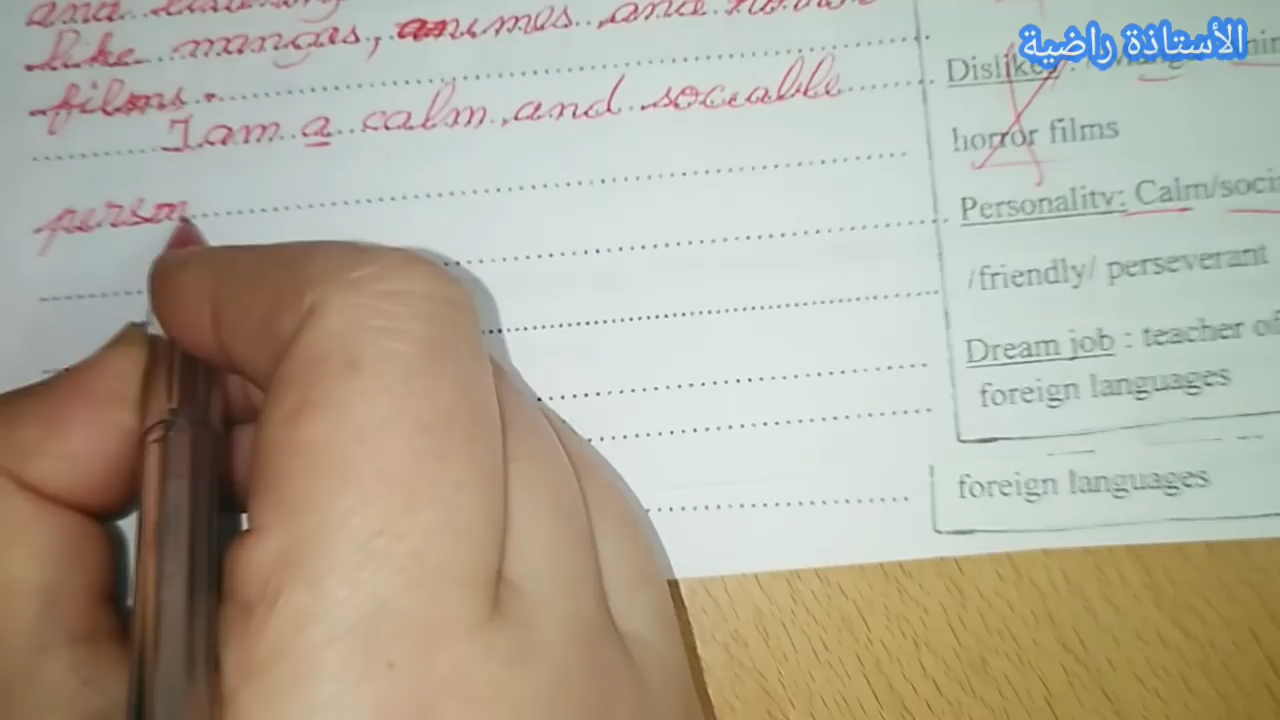 الأستاذة راضية
and
like mangas, animes, and
films.
I am a calm, and sociable
person
Dislikes:
horror films
Personality: Calm/soci
/friendly/ perseverant
Dream job : teacher of
foreign languages
foreign languages